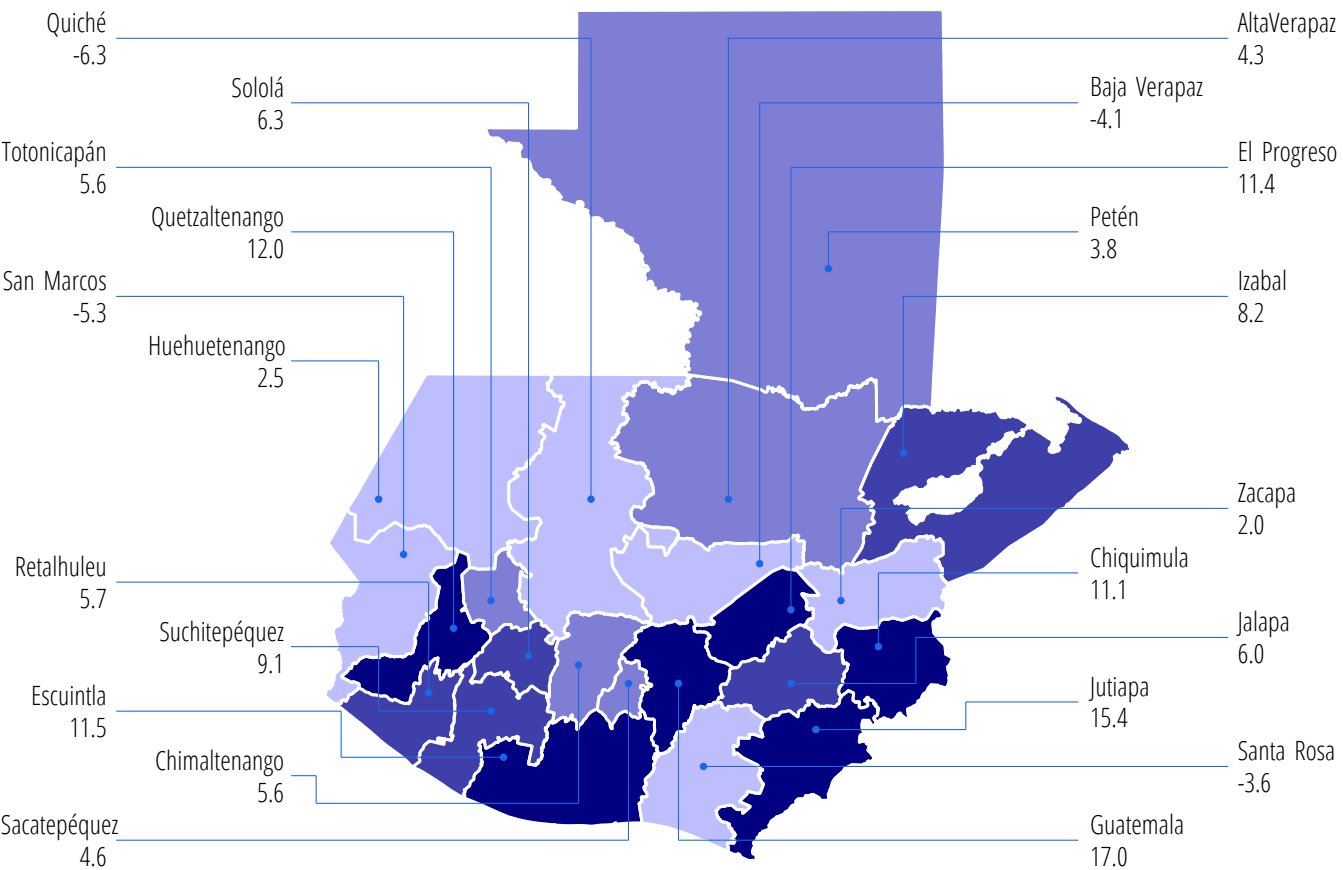 Quiché
-6.3
Sololá
6.3
Totonicapán
5.6
Quetzaltenango
12.0
San Marcos
-5.3
Huehuetenango
2.5
Retalhuleu
5.7
Suchitepéquez
9.1
Escuintla
11.5
Chimaltenango
5.6
Sacatepéquez
4.6
AltaVerapaz
4.3
Baja Verapaz
-4.1
El Progreso
11.4
Petén
3.8
Izabal
8.2
Zacapa
2.0
Chiquimula
11.1
Jalapa
6.0
Jutiapa
15.4
Santa Rosa
-3.6
Guatemala
17.0